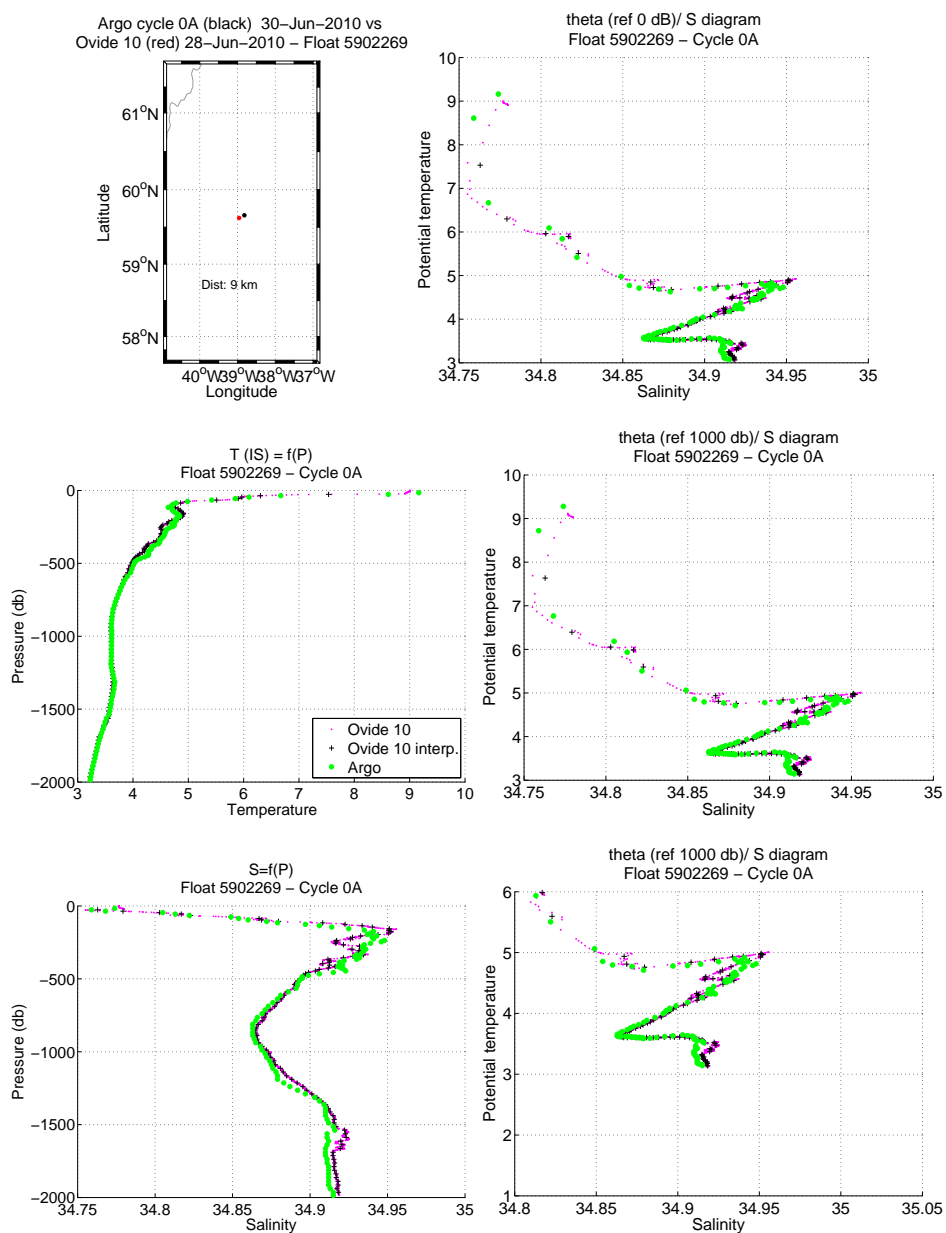 Argo cycle 0A (black)  30−Jun−2010 vs
Ovide 10 (red) 28−Jun−2010 − Float 5902269
61°N
60°N
59°N
58°N
Latitude
Dist: 9 km
40°W 39°W 38°W 37°W
Longitude
theta (ref 0 dB)/ S diagram
Float 5902269 − Cycle 0A
10
9
8
7
6
5
4
3
Potential temperature
34.75 34.8 34.85 34.9 34.95 35
Salinity
T (IS) = f(P)
Float 5902269 − Cycle 0A
0
−500
−1000
−1500
−2000
Pressure (db)
Ovide 10
Ovide 10 interp.
Argo
3 4 5 6 7 8 9 10
Temperature
theta (ref 1000 db)/ S diagram
Float 5902269 − Cycle 0A
10
9
8
7
6
5
4
3
Potential temperature
34.75 34.8 34.85 34.9 34.95 35
Salinity
S=f(P)
Float 5902269 − Cycle 0A
0
−500
−1000
−1500
−2000
Pressure (db)
34.75 34.8 34.85 34.9 34.95 35
Salinity
theta (ref 1000 db)/ S diagram
Float 5902269 − Cycle 0A
6
5
4
3
2
1
Potential temperature
34.8 34.85 34.9 34.95 35 35.05
Salinity